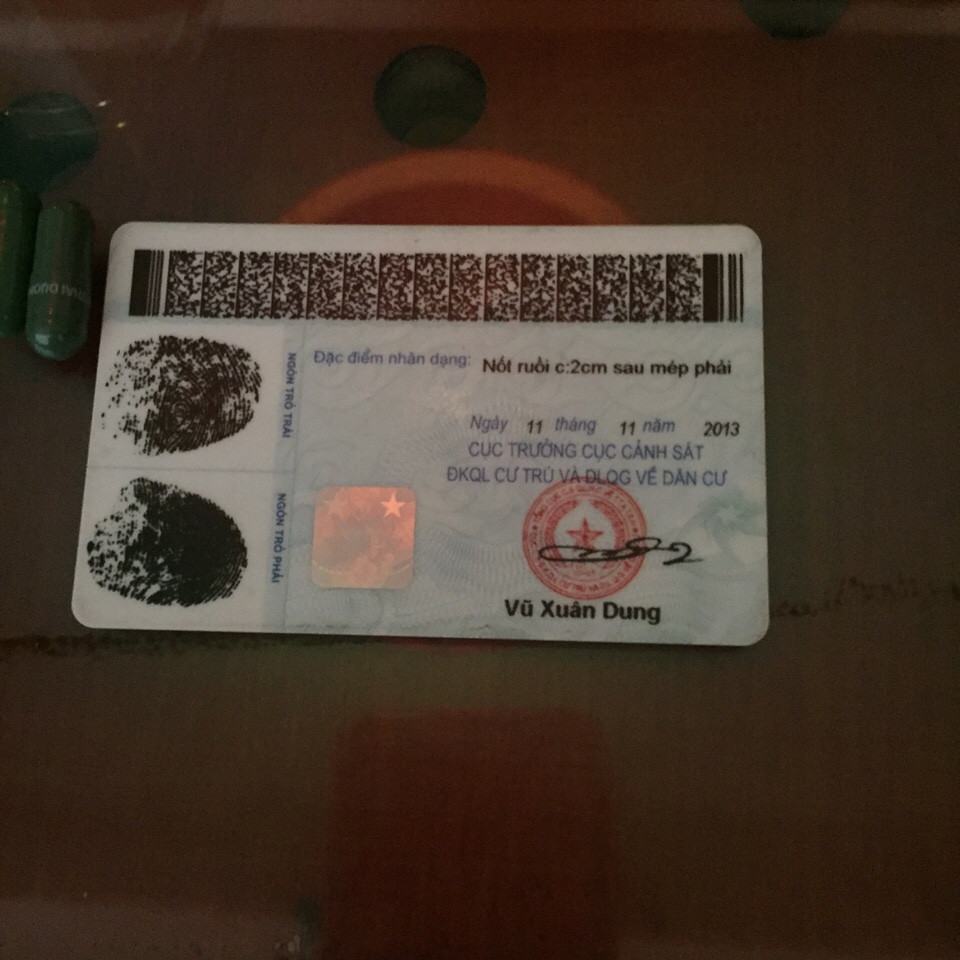 Đặc điểm nhân dạng: Nốt ruồi c:2cm sau mép phải
NGÓN TRỎ TRÁI
Ngày 11 tháng 11 năm 2013
CỤC TRƯỞNG CỤC CẢNH SÁT
ĐKQL CƯ TRÚ VÀ DLQG VỀ DÂN CƯ
NGÓN TRỎ PHẢI
Vũ Xuân Dung